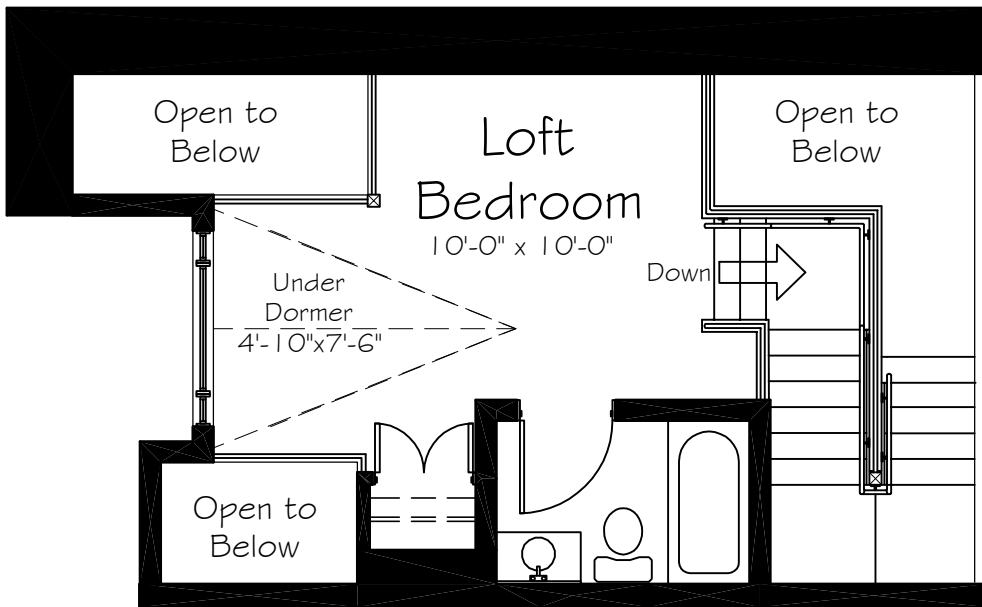 Open to
Below
Loft
Bedroom
10'-0" x 10'-0"
Open to
Below
Under
Dormer
4'-10"x7'-6"
Down
Open to
Below